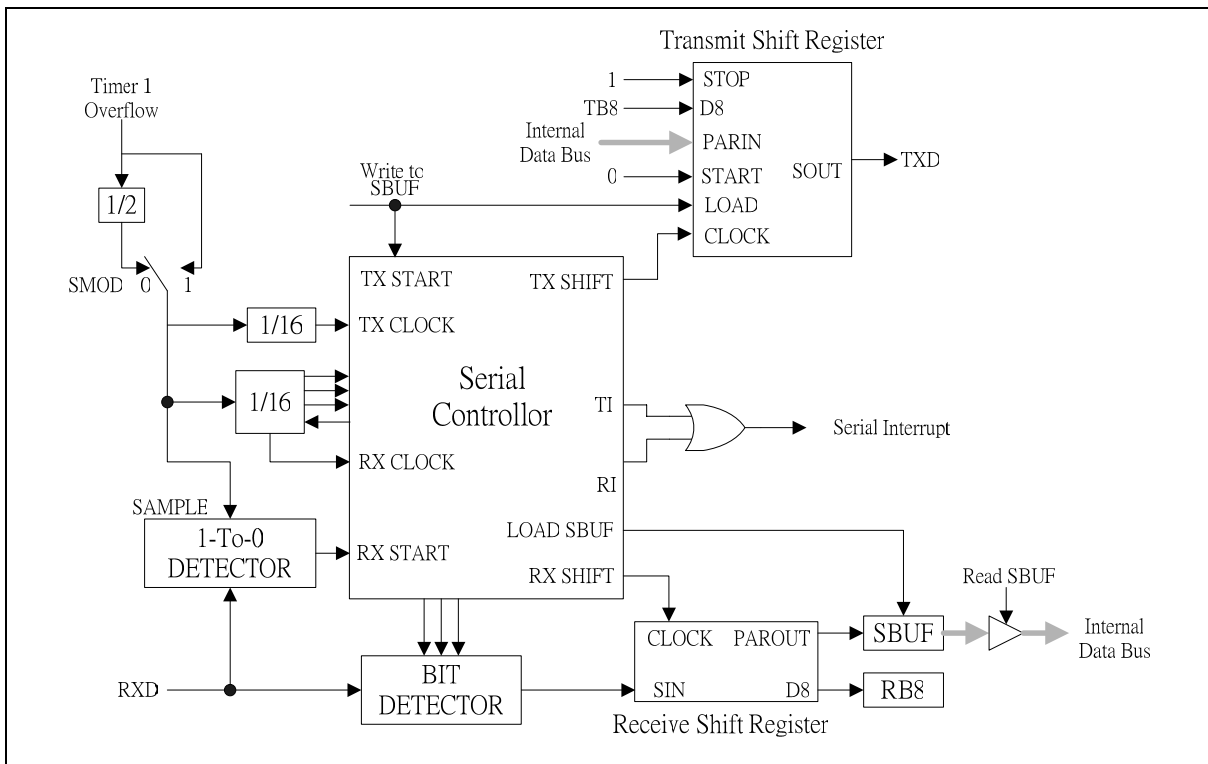 Transmit Shift Register
Timer 1
Overflow
1/2
SMOD 0 1
1
TB8
Internal
Data Bus
0
STOP
D8
PARIN
START
LOAD
CLOCK
SOUT
TXD
Write to
SBUF
TX START
TX SHIFT
1/16
TX CLOCK
1/16
Serial
Controllor
TI
Serial Interrupt
RX CLOCK
RI
SAMPLE
1-To-0
DETECTOR
RX START
LOAD SBUF
RX SHIFT
Read SBUF
CLOCK PAROUT
SBUF
Internal
Data Bus
RXD
BIT
DETECTOR
SIN D8
RB8
Receive Shift Register